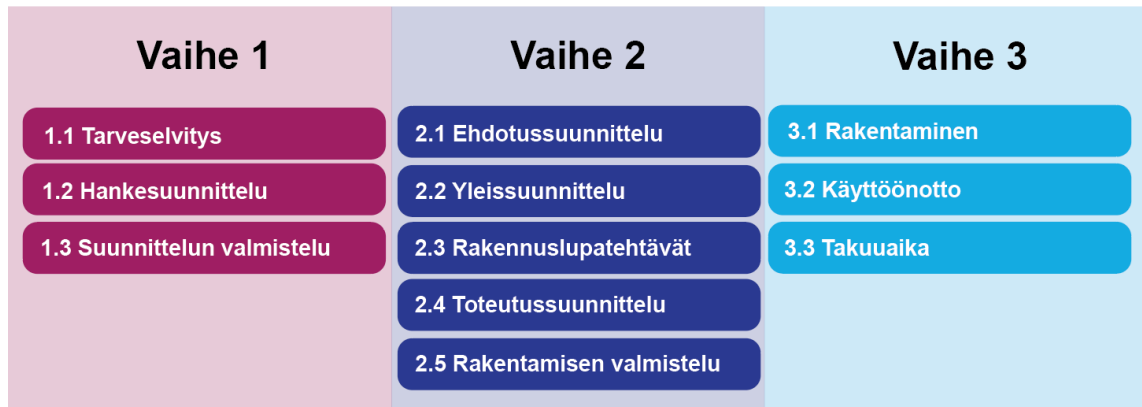 Vaihe 1
1.1 Tarveselvitys
1.2 Hankesuunnittelu
1.3 Suunnittelun valmistelu
Vaihe 2
2.1 Ehdotussuunnittelu
2.2 Yleissuunnittelu
2.3 Rakennuslupatehtävät
2.4 Toteutussuunnittelu
2.5 Rakentamisen valmistelu
Vaihe 3
3.1 Rakentaminen
3.2 Käyttöönotto
3.3 Takuuaika